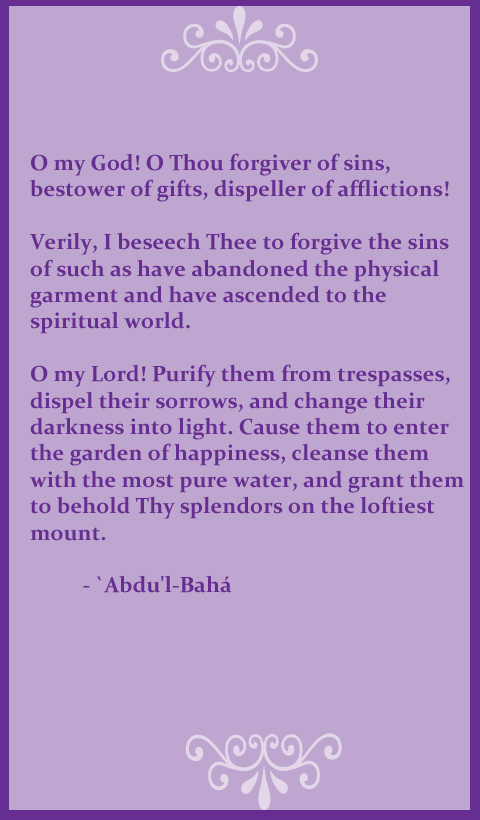 O my God! O Thou forgiver of sins,
bestower of gifts, dispeller of afflictions!
Verily, I beseech Thee to forgive the sins
of such as have abandoned the physical
garment and have ascended to the
spiritual world.
O my Lord! Purify them from trespasses,
dispel their sorrows, and change their
darkness into light. Cause them to enter
the garden of happiness, cleanse them
with the most pure water, and grant them
to behold Thy splendors on the loftiest
mount.
- `Abdu'l-Bahá